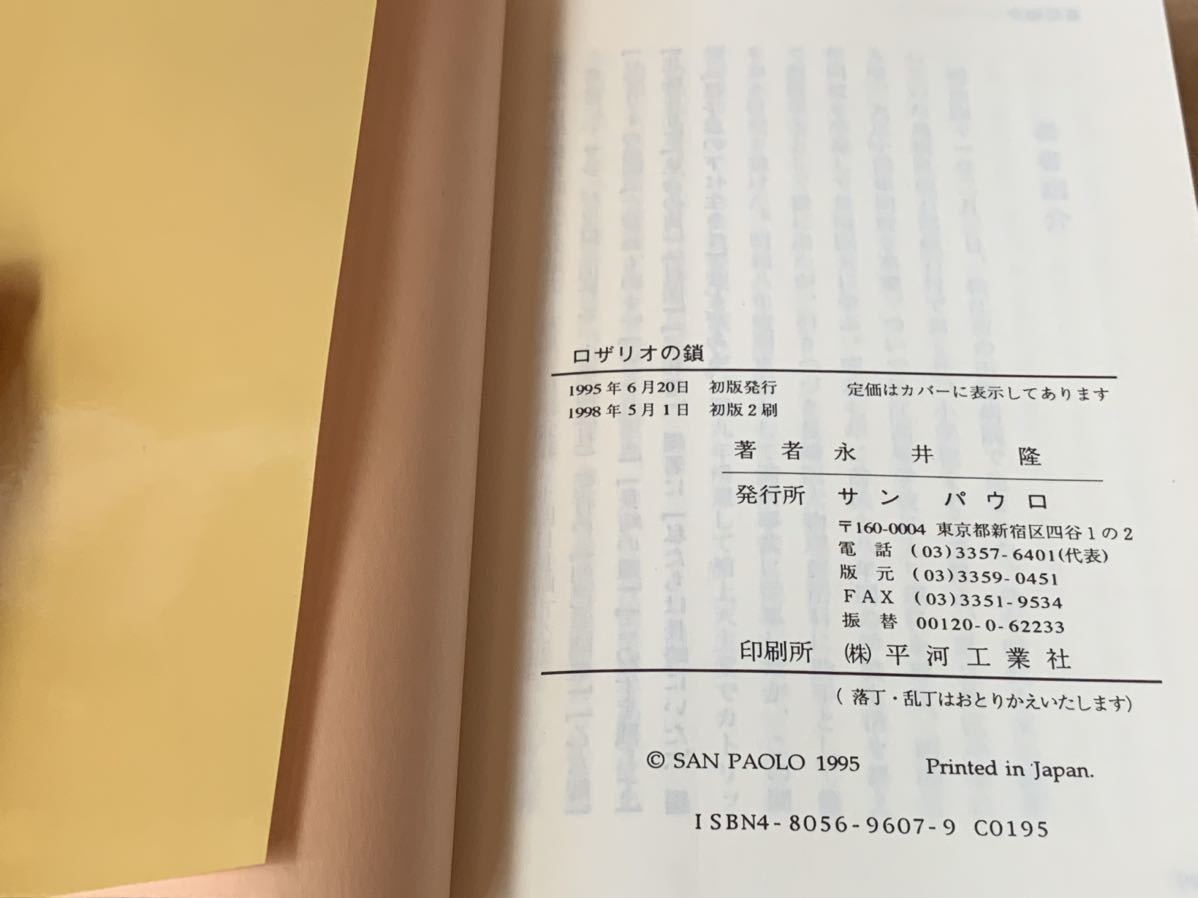 ロザリオの鎖
1995年6月20日 初版発行 定価はカバーに表示してあります
1998年5月1日 初版2刷
著者 永井 隆
発行所 サン パウロ
〒160-0004 東京都新宿区四谷1の2
電話 (03)3357-6401(代表)
版元 (03)3359-0451
FAX (03)3351-9534
振替 00120-0-62233
印刷所 ㈱平河工業社
(落丁・乱丁はおとりかえいたします)
© SAN PAOLO 1995 Printed in Japan.
ISBN4-8056-9607-9 C0195